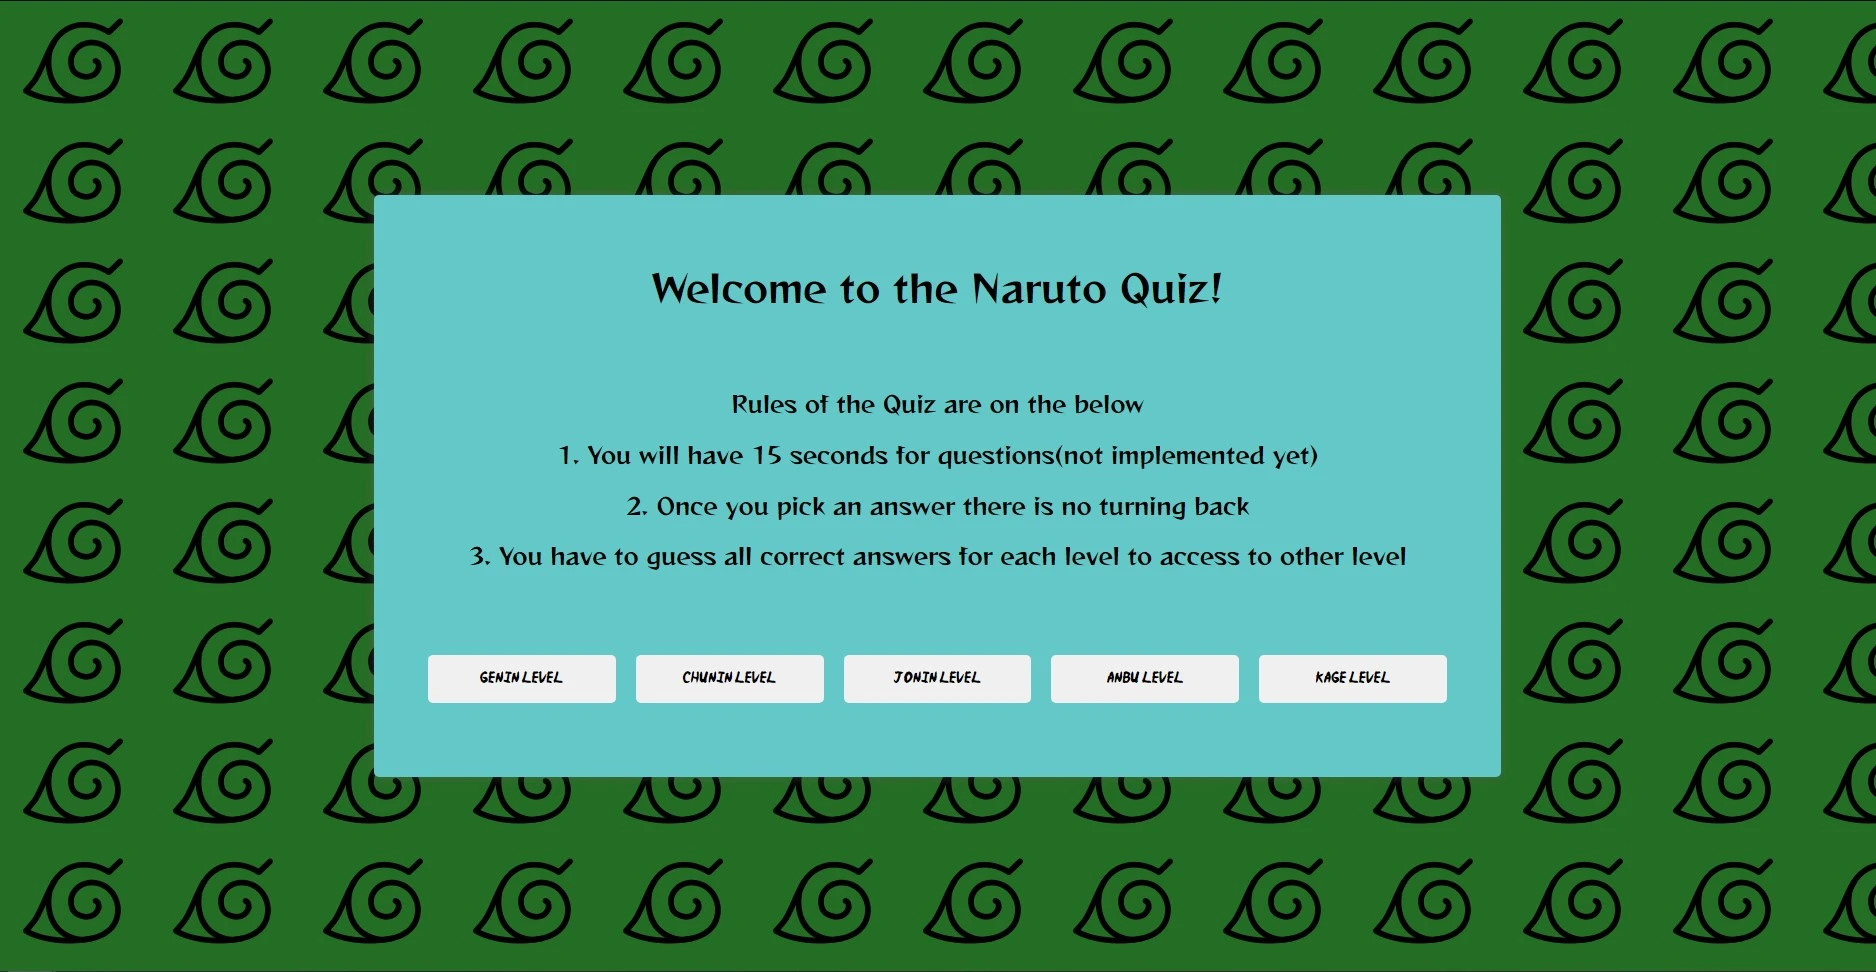 Welcome to the Naruto Quiz!
Rules of the Quiz are on the below
1. You will have 15 seconds for questions(not implemented yet)
2. Once you pick an answer there is no turning back
3. You have to guess all correct answers for each level to access to other level
GENIN LEVEL
CHUNIN LEVEL
JONIN LEVEL
ANBU LEVEL
KAGE LEVEL